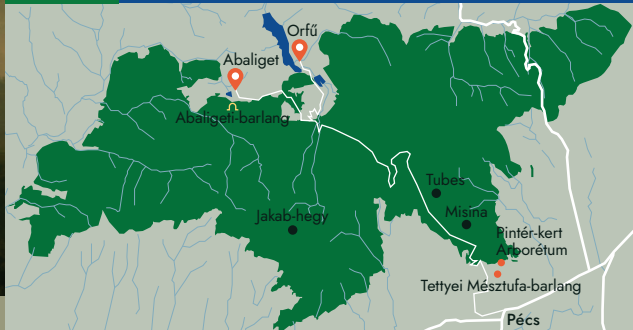 Orfű
Abaliget
Abaligeti-barlang
Tubes
Misina
Jakab-hegy
Pintér-kert
Arborétum
Tettyei Mésztufa-barlang
Pécs